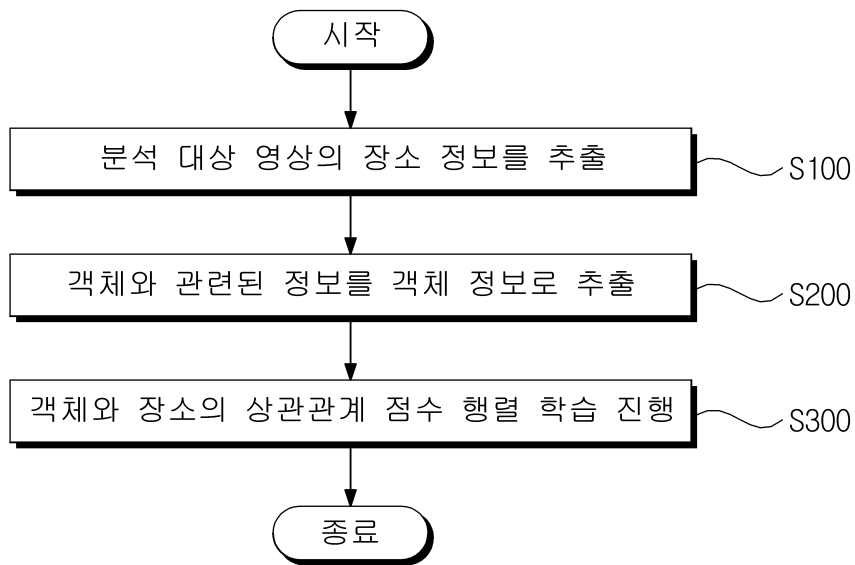 시작
분석 대상 영상의 장소 정보를 추출
S100
객체와 관련된 정보를 객체 정보로 추출
S200
객체와 장소의 상관관계 점수 행렬 학습 진행
S300
종료